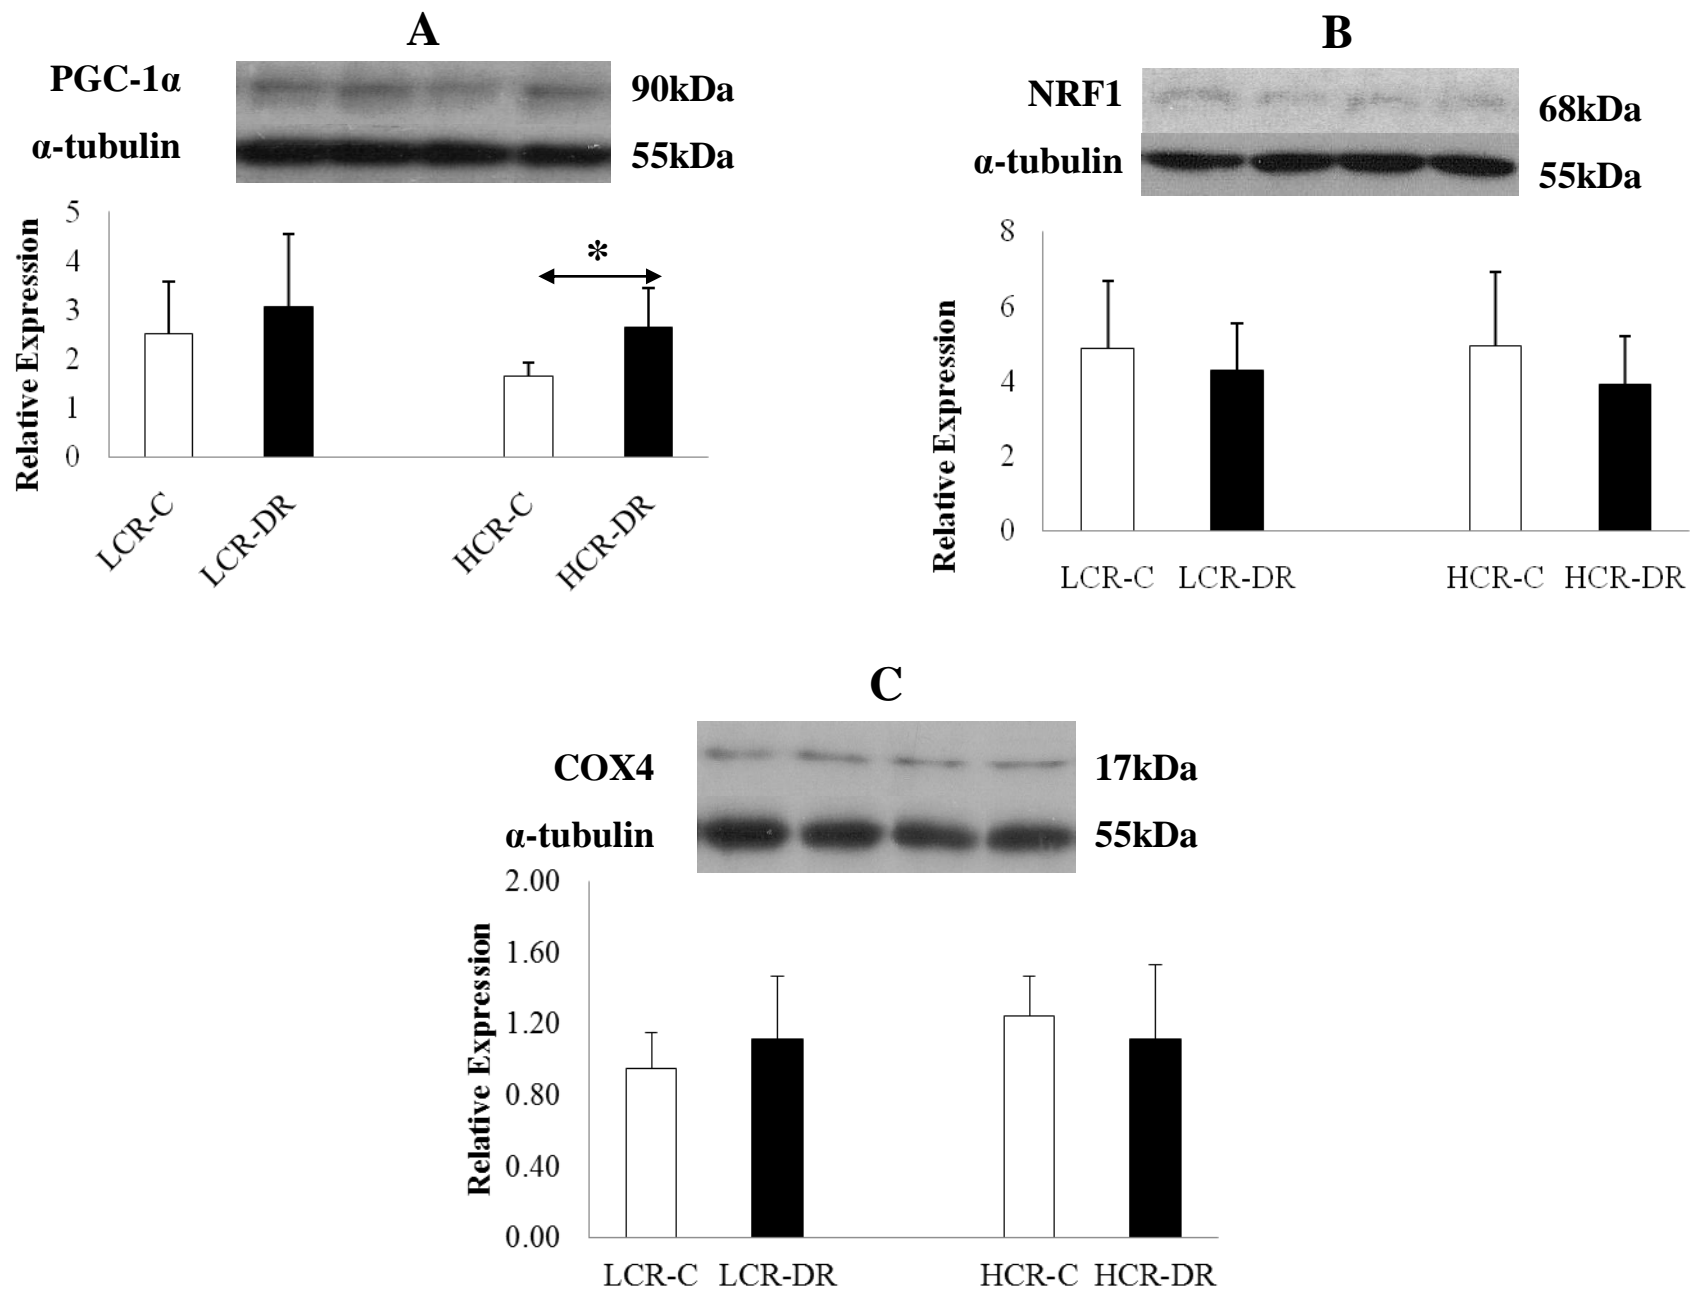 A
PGC-1α
90kDa
α-tubulin
55kDa
Relative Expression
5
4
3
2
1
0
*
LCR-C
LCR-DR
HCR-C
HCR-DR
B
NRF1
68kDa
α-tubulin
55kDa
Relative Expression
8
6
4
2
0
LCR-C LCR-DR HCR-C HCR-DR
C
COX4
17kDa
α-tubulin
55kDa
Relative Expression
2.00
1.60
1.20
0.80
0.40
0.00
LCR-C LCR-DR HCR-C HCR-DR